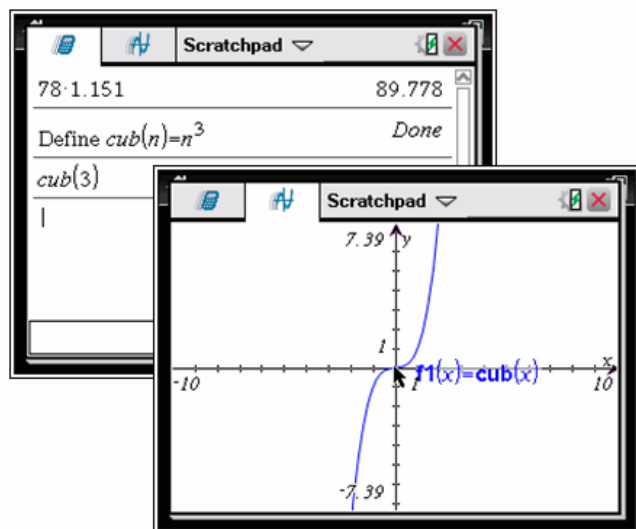 Scratchpad
78·1.151 89.778
Define cub(n)=n³ Done
cub(3)
Scratchpad
7.39 y
1
x
-10 1 10
f1(x)=cub(x)
-7.39